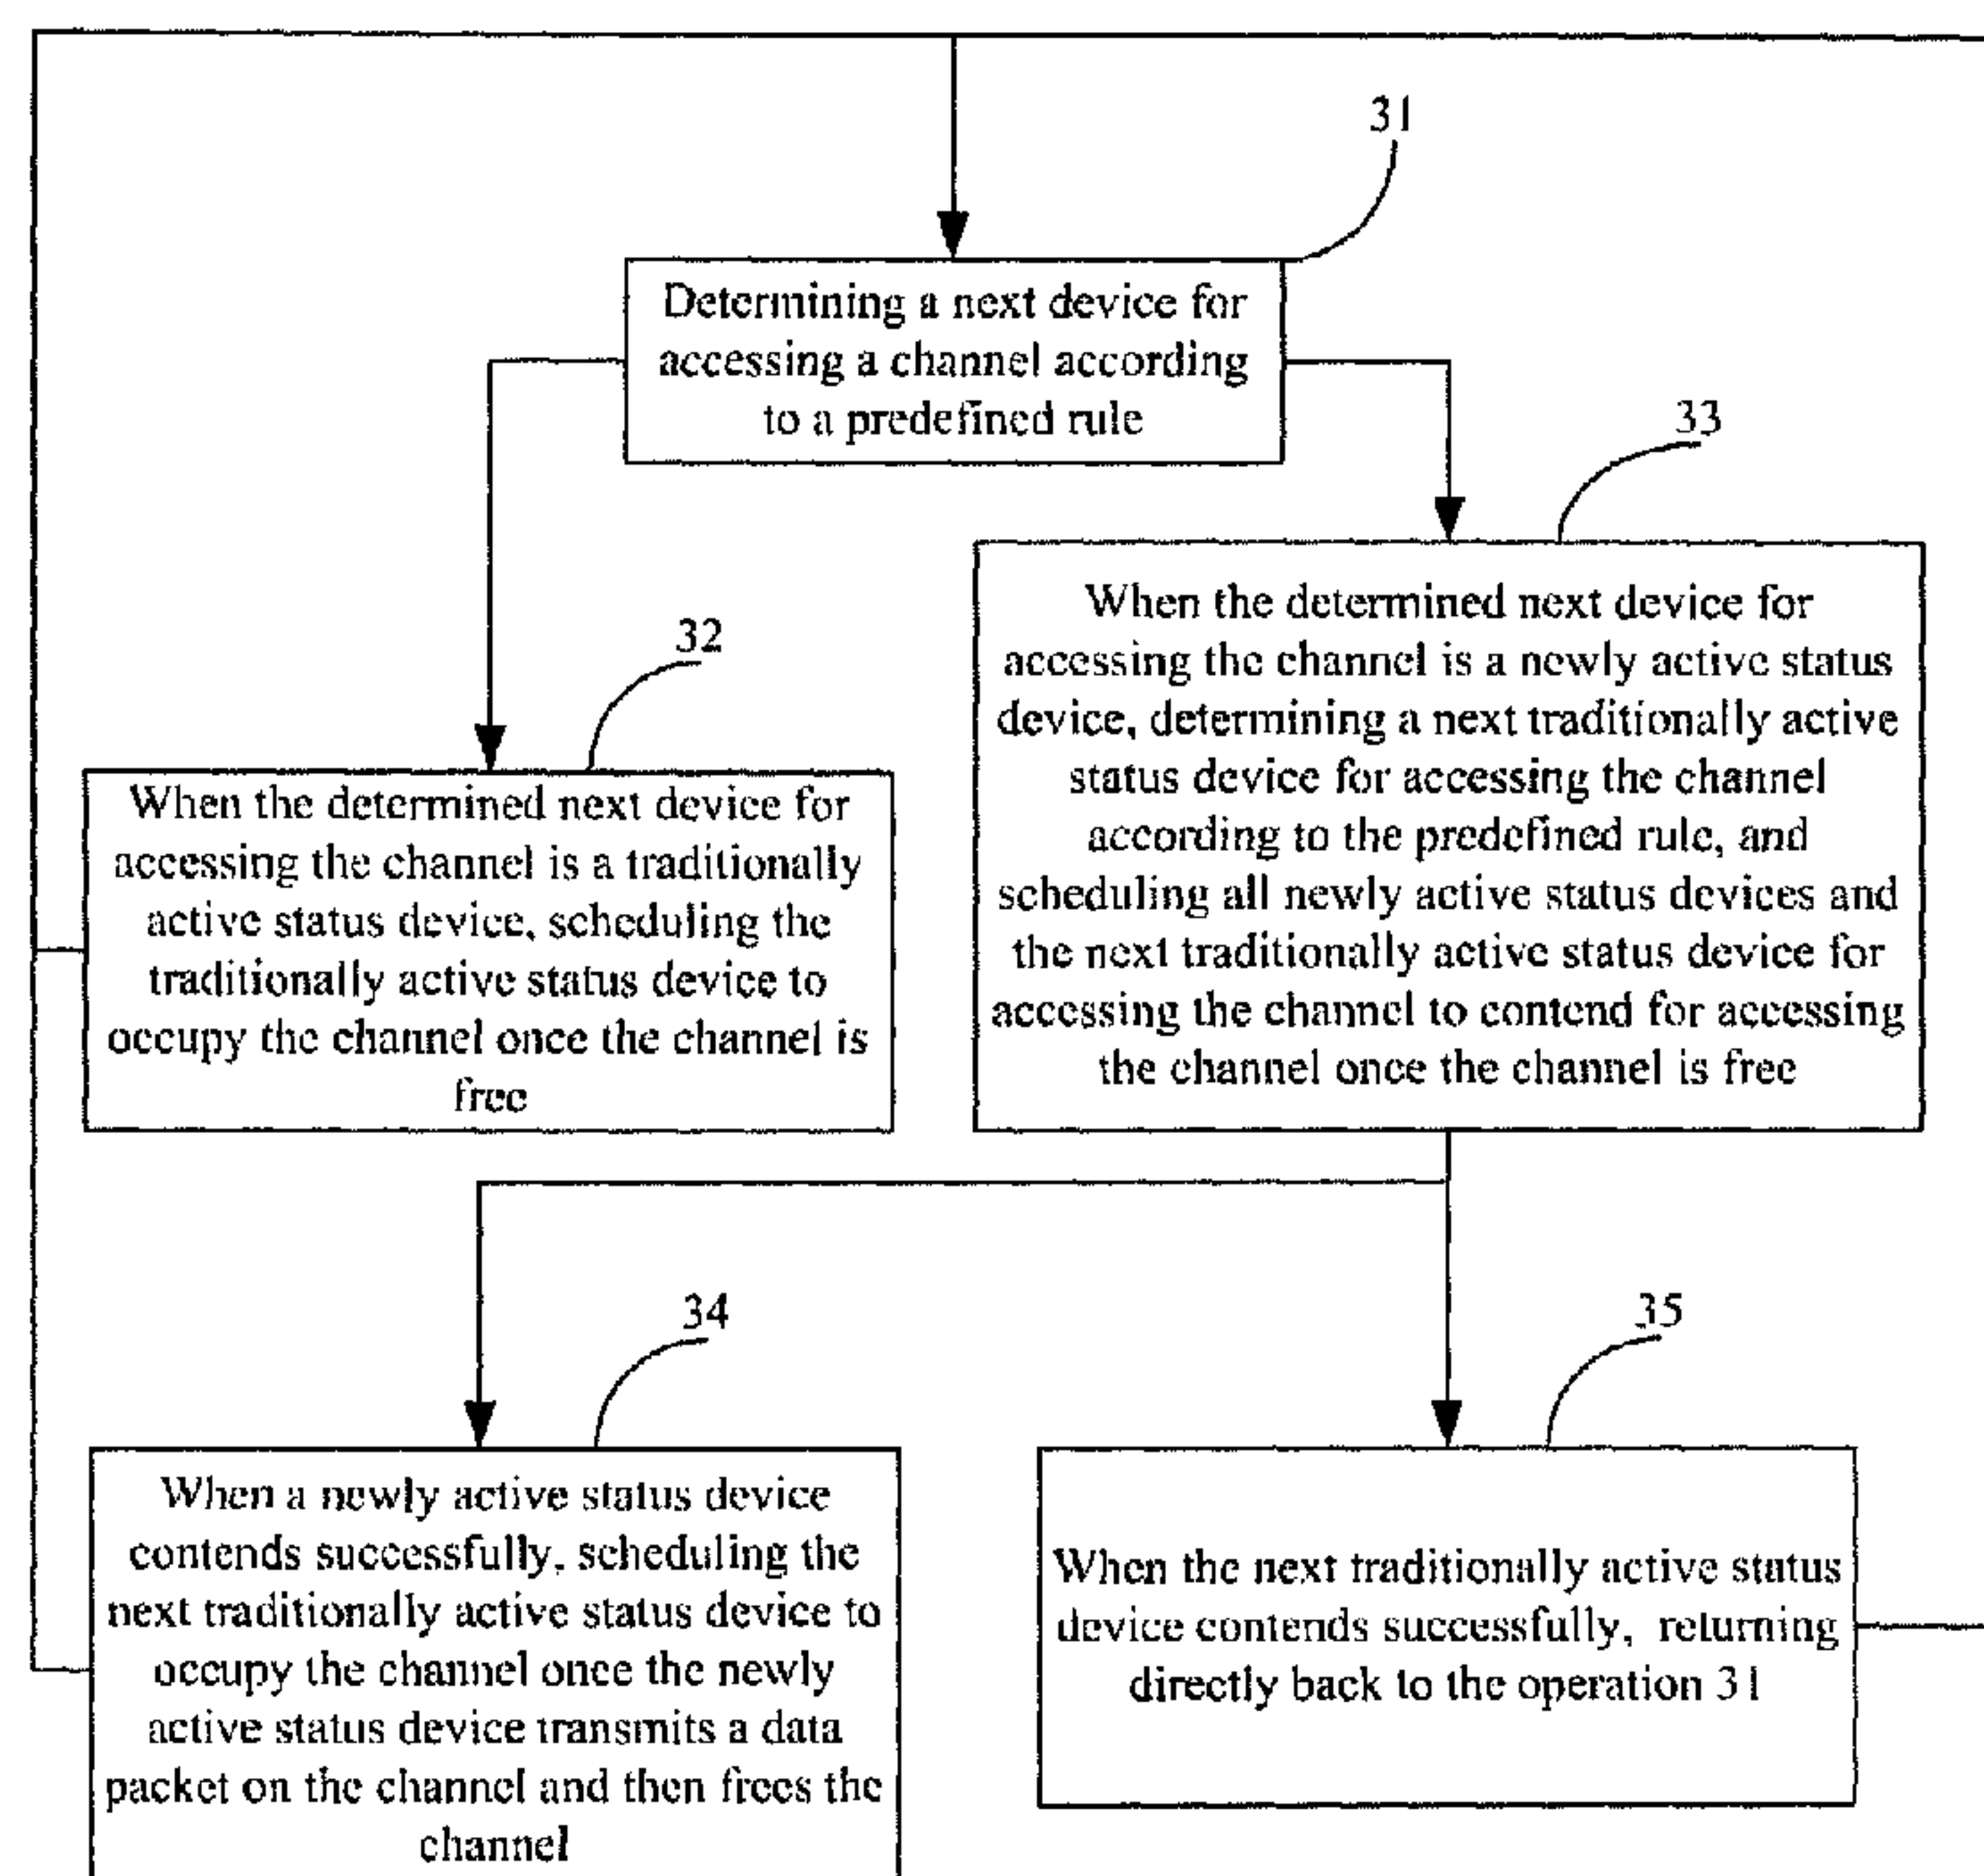 31
Determining a next device for
accessing a channel according
to a predefined rule
33
When the determined next device for
accessing the channel is a newly active status
device, determining a next traditionally active
status device for accessing the channel
according to the predefined rule, and
scheduling all newly active status devices and
the next traditionally active status device for
accessing the channel to contend for accessing
the channel once the channel is free
32
When the determined next device for
accessing the channel is a traditionally
active status device, scheduling the
traditionally active status device to
occupy the channel once the channel is
free
34
When a newly active status device
contends successfully, scheduling the
next traditionally active status device to
occupy the channel once the newly
active status device transmits a data
packet on the channel and then frees the
channel
35
When the next traditionally active status
device contends successfully, returning
directly back to the operation 31